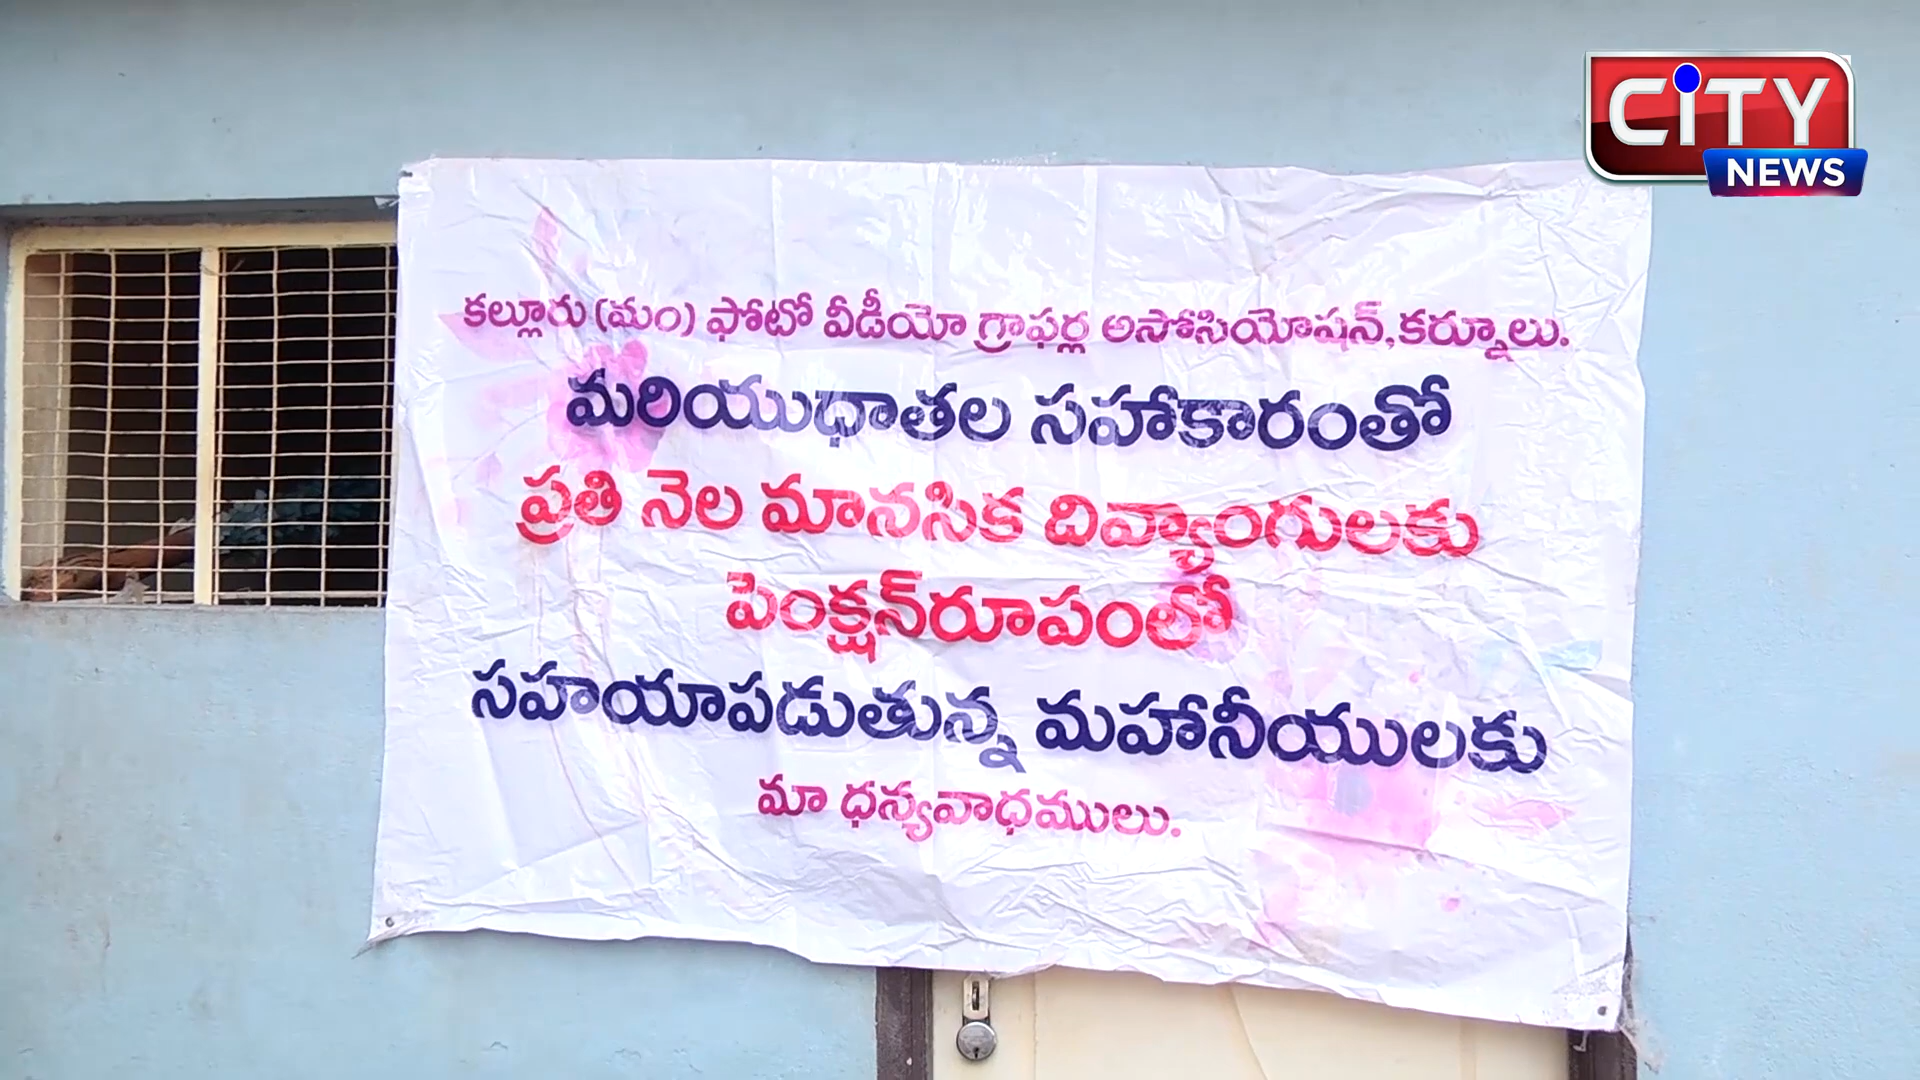 CiTY
NEWS
కల్లూరు (మం) ఫోటో వీడీయో గ్రాఫర్ల అసోసియోషన్, కర్నూలు.
మరియుధాతల సహాకారంతో
ప్రతి నెల మానసిక దివ్యాంగులకు
పెంక్షన్‌రూపంలో
సహయాపడుతున్న మహానీయులకు
మా ధన్యవాధములు.